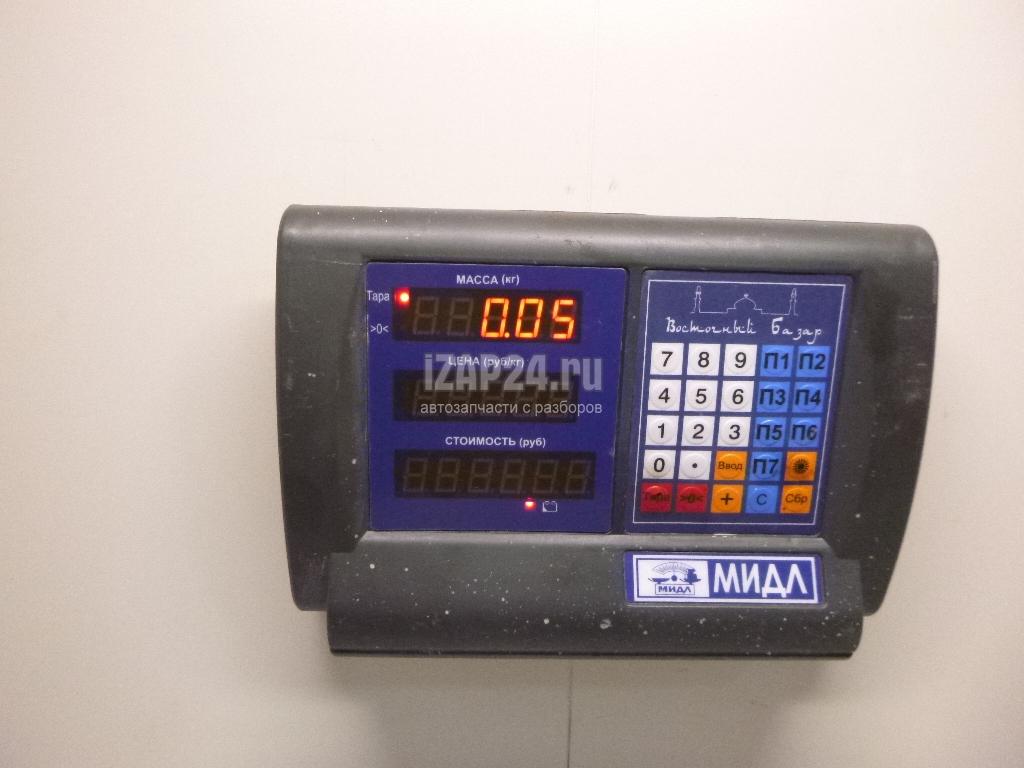 МАССА (кг)
Тара
0.05
>0<
ЦЕНА (руб/кг)
iZAP24.ru
автозапчасти с разборов
СТОИМОСТЬ (руб)
Восточный Базар
7 8 9 П1 П2
4 5 6 П3 П4
1 2 3 П5 П6
0 • Ввод П7
Тара >0< + С Сбр
МИДЛ
МИДЛ